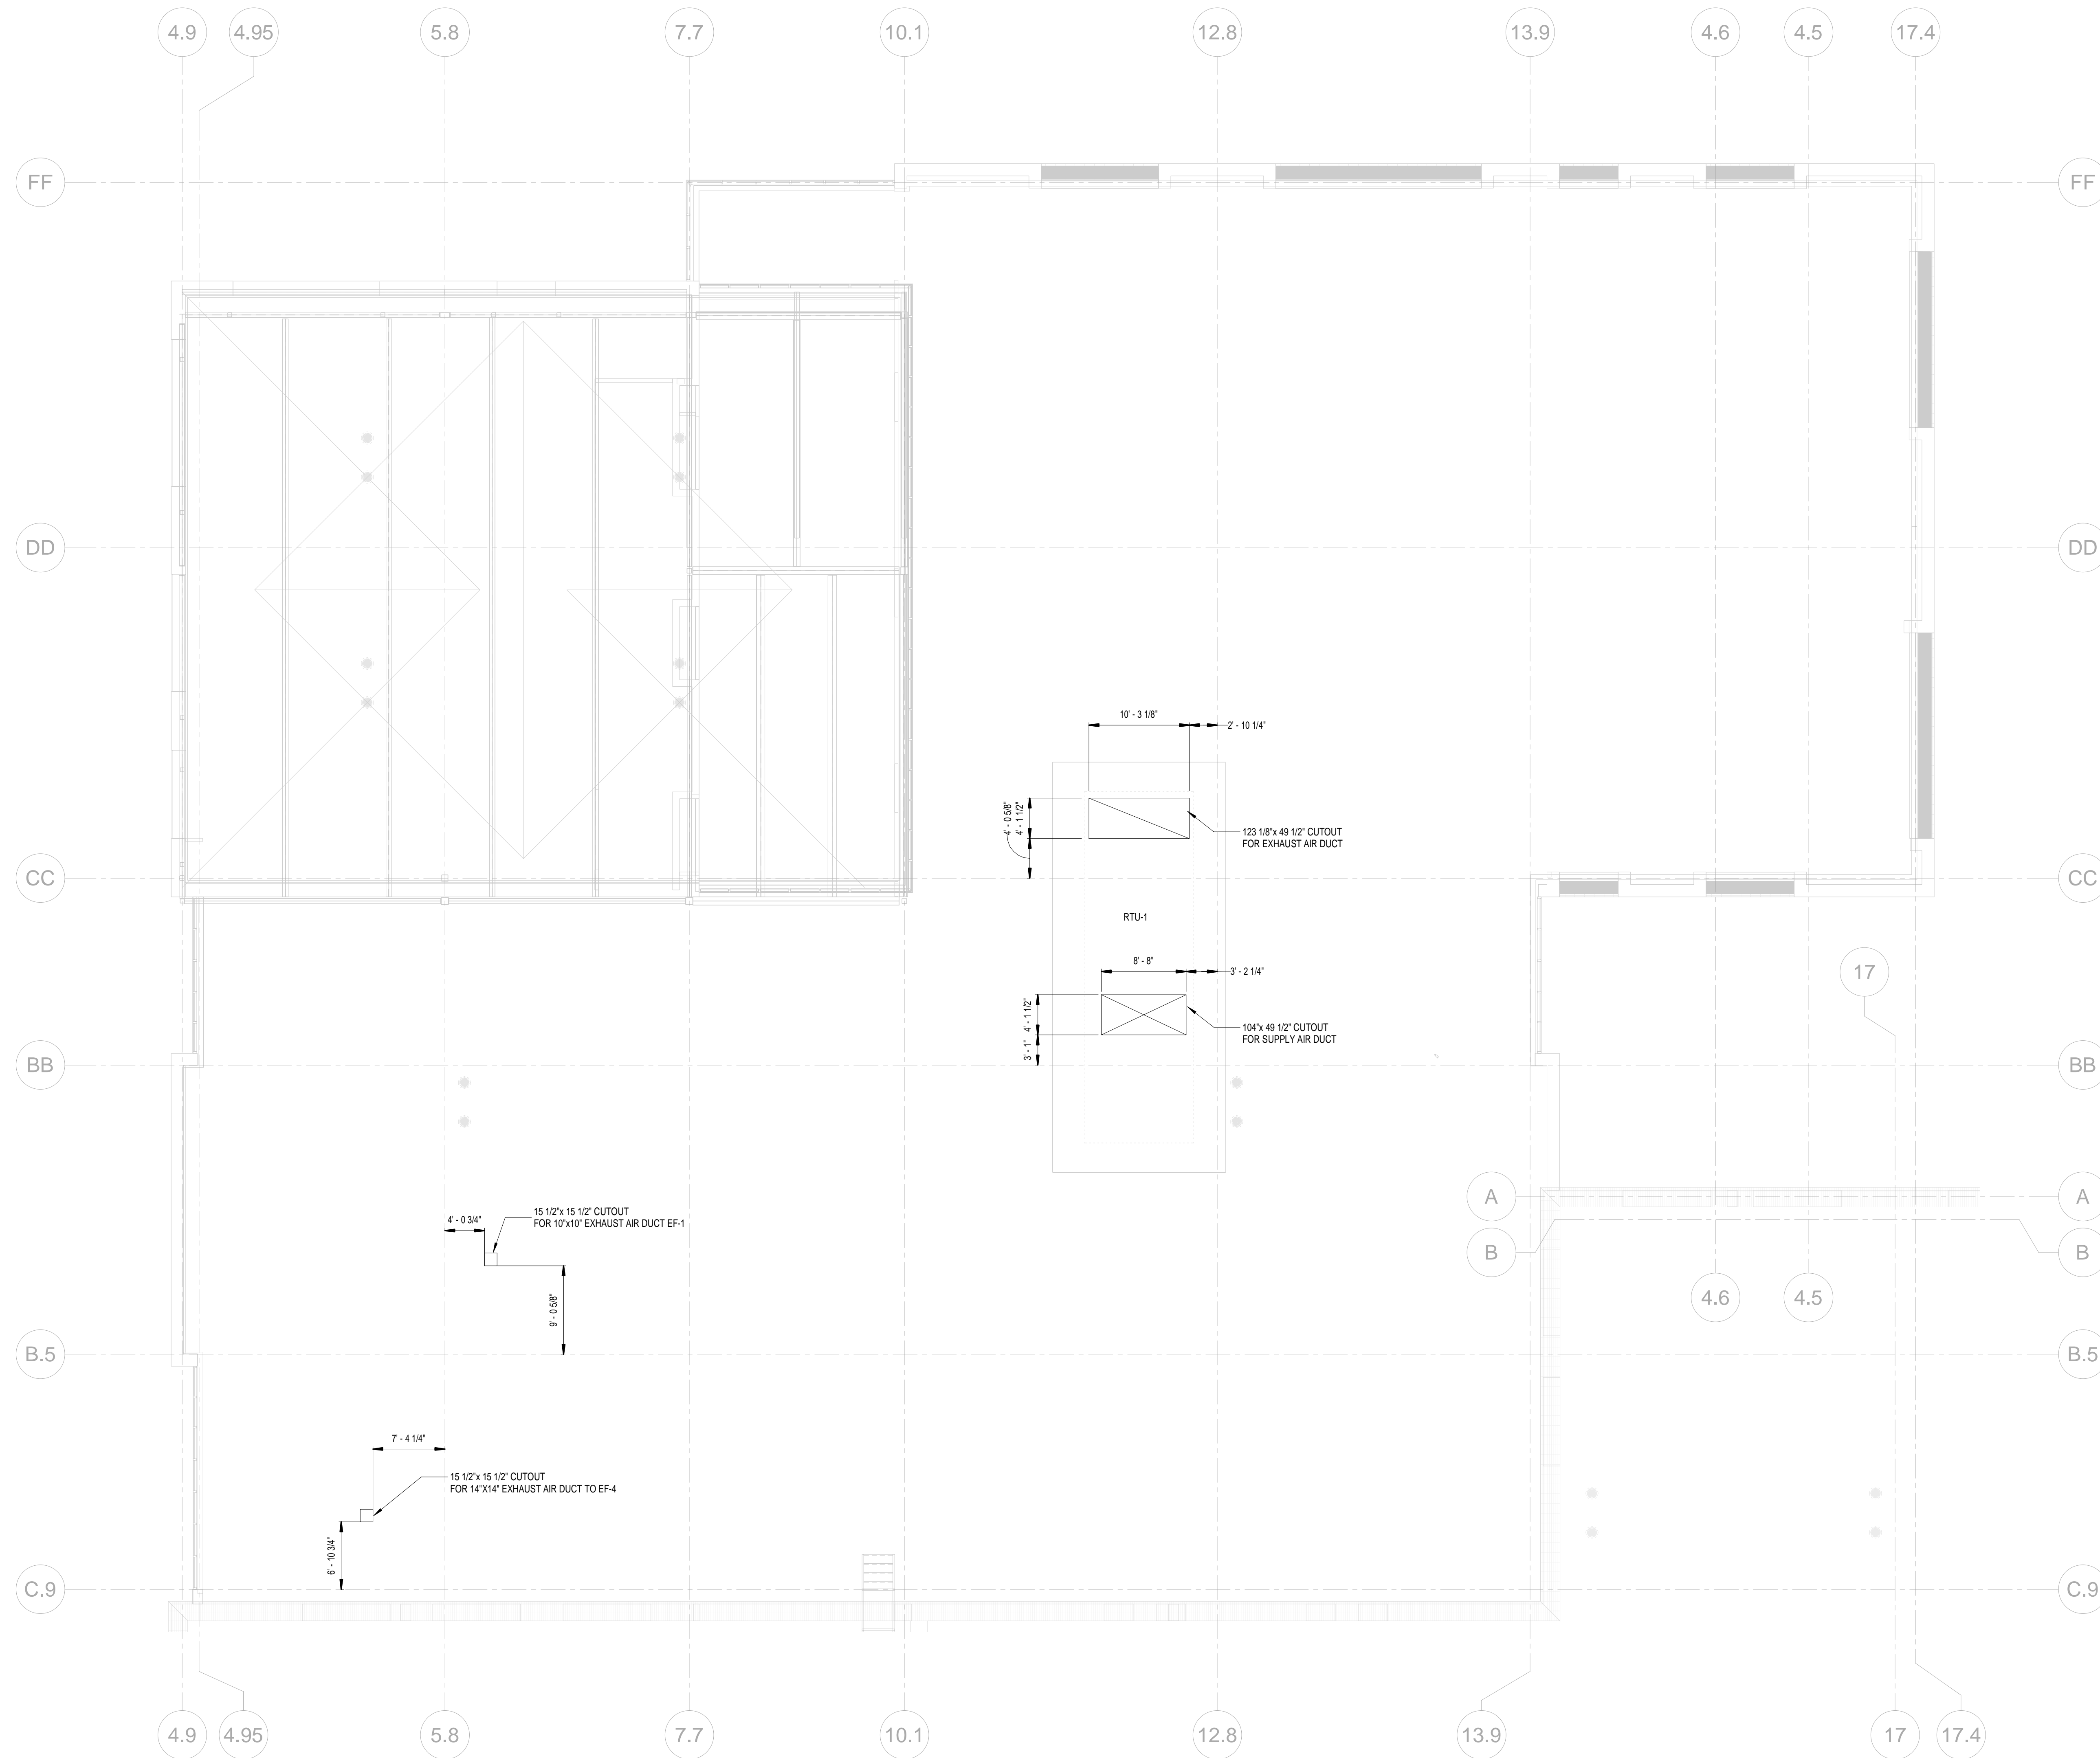 4.9
4.95
5.8
7.7
10.1
12.8
13.9
4.6
4.5
17.4
FF
FF
DD
DD
10' - 3 1/8"
2' - 10 1/4"
4' - 0 5/8"
4' - 1 1/2"
123 1/8"x 49 1/2" CUTOUT
FOR EXHAUST AIR DUCT
CC
CC
RTU-1
8' - 8"
3' - 2 1/4"
17
4' - 1 1/2"
104"x 49 1/2" CUTOUT
FOR SUPPLY AIR DUCT
3' - 1"
BB
BB
A
A
15 1/2"x 15 1/2" CUTOUT
FOR 10"x10" EXHAUST AIR DUCT EF-1
4' - 0 3/4"
B
B
9' - 0 5/8"
4.6
4.5
B.5
B.5
7' - 4 1/4"
15 1/2"x 15 1/2" CUTOUT
FOR 14"X14" EXHAUST AIR DUCT TO EF-4
6' - 10 3/4"
C.9
C.9
4.9
4.95
5.8
7.7
10.1
12.8
13.9
17
17.4